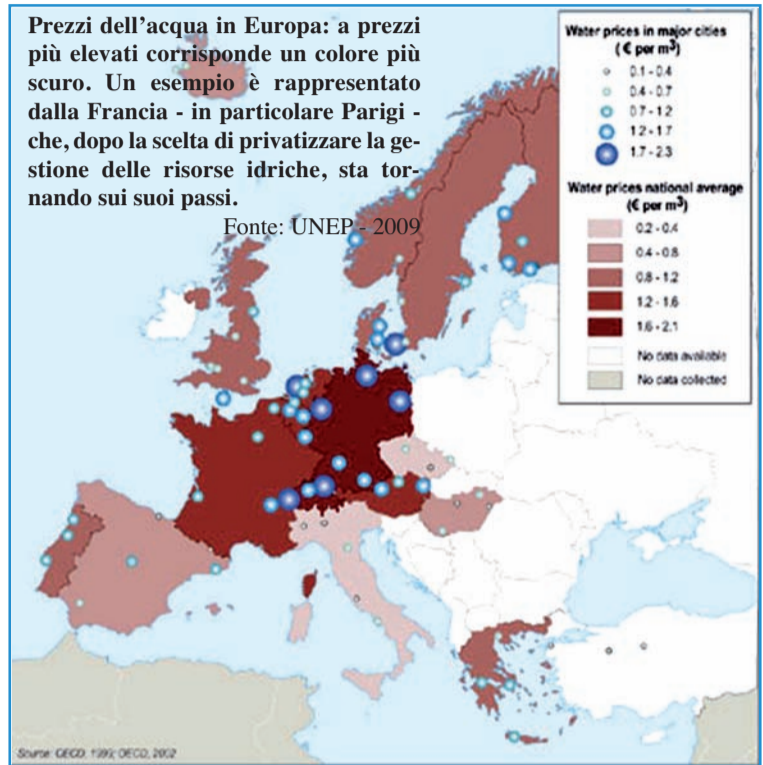 Prezzi dell'acqua in Europa: a prezzi
più elevati corrisponde un colore più
scuro. Un esempio è rappresentato
dalla Francia - in particolare Parigi -
che, dopo la scelta di privatizzare la ge-
stione delle risorse idriche, sta tor-
nando sui suoi passi.
Fonte: UNEP - 2009
Water prices in major cities
(€ per m³)
0.1 - 0.4
0.4 - 0.7
0.7 - 1.2
1.2 - 1.7
1.7 - 2.3
Water prices national average
(€ per m³)
0.2 - 0.4
0.4 - 0.8
0.8 - 1.2
1.2 - 1.6
1.6 - 2.1
No data available
No data collected
Source: OECD, 1999; OECD, 2002